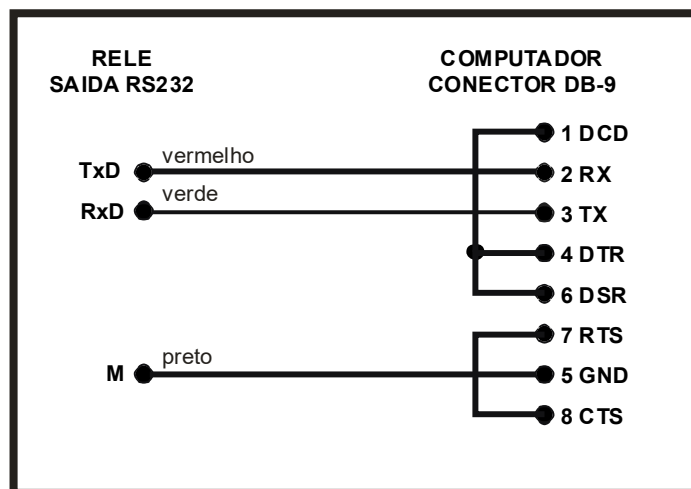 RELE
SAIDA RS232
COMPUTADOR
CONECTOR DB-9
1 DCD
TxD
vermelho
2 RX
RxD
verde
3 TX
4 DTR
6 DSR
7 RTS
M
preto
5 GND
8 CTS